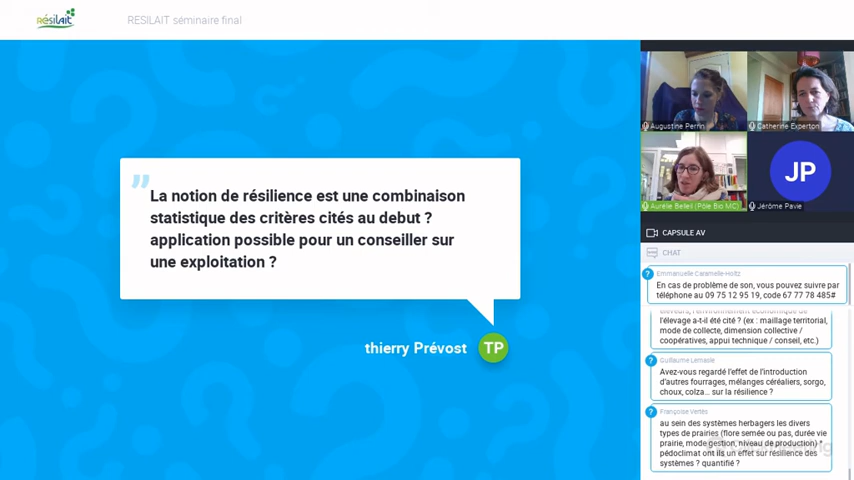 Résilait
RESILAIT séminaire final
La notion de résilience est une combinaison
statistique des critères cités au debut ?
application possible pour un conseiller sur
une exploitation ?
thierry Prévost
TP
Augustine Perrin
Catherine Experton
Aurélie Belleil (Pôle Bio MC)
JP
Jérôme Pavie
CAPSULE AV
CHAT
Emmanuelle Caramelle-Holtz
En cas de problème de son, vous pouvez suivre par
téléphone au 09 75 12 95 19, code 67 77 78 485#
éleveurs, l'environnement économique de
l'élevage a-t-il été cité ? (ex : maillage territorial,
mode de collecte, dimension collective /
coopératives, appui technique / conseil, etc.)
Guillaume Lemasle
Avez-vous regardé l'effet de l'introduction
d'autres fourrages, mélanges céréaliers, sorgo,
choux, colza... sur la résilience ?
Françoise Vertès
au sein des systèmes herbagers les divers
types de prairies (flore semée ou pas, durée vie
prairie, mode gestion, niveau de production) *
pédoclimat ont ils un effet sur résilience des
systèmes ? quantifié ?